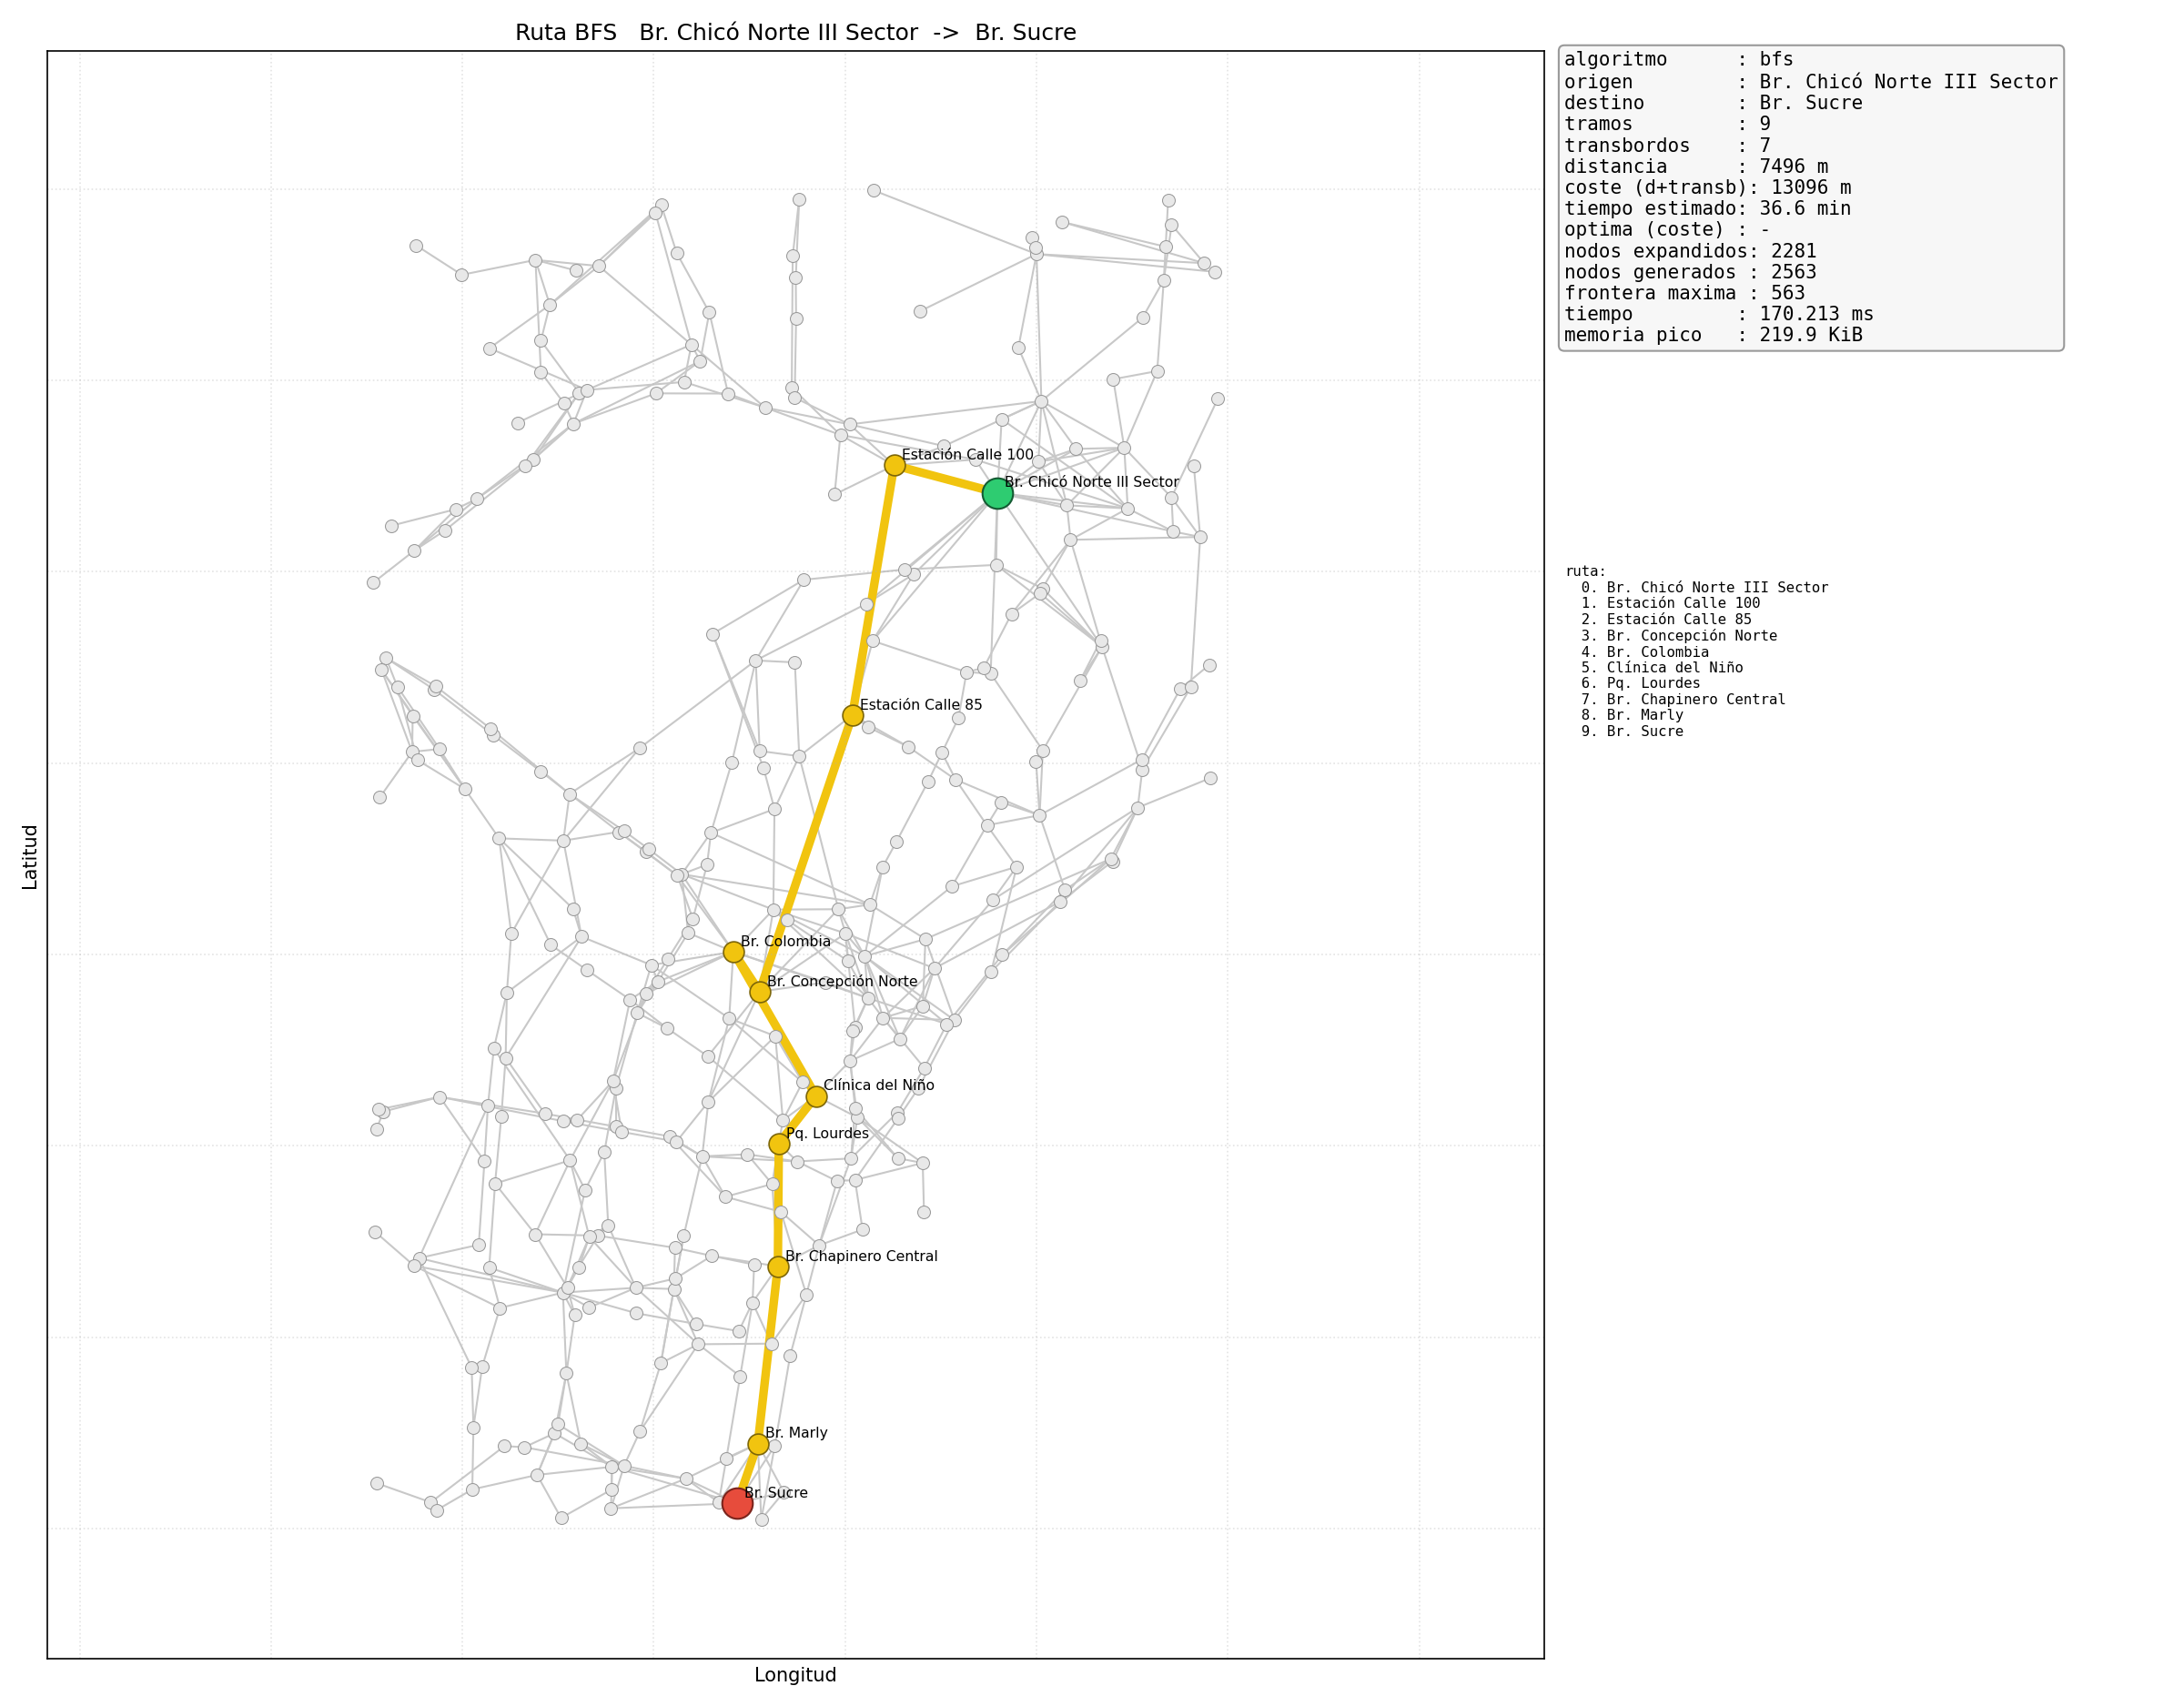 Ruta BFS   Br. Chicó Norte III Sector  ->  Br. Sucre
algoritmo      : bfs
origen         : Br. Chicó Norte III Sector
destino        : Br. Sucre
tramos         : 9
transbordos    : 7
distancia      : 7496 m
coste (d+transb): 13096 m
tiempo estimado: 36.6 min
optima (coste) : -
nodos expandidos: 2281
nodos generados : 2563
frontera maxima : 563
tiempo         : 170.213 ms
memoria pico   : 219.9 KiB
Estación Calle 100
Br. Chicó Norte III Sector
Estación Calle 85
Br. Colombia
Br. Concepción Norte
Clínica del Niño
Pq. Lourdes
Br. Chapinero Central
Br. Marly
Br. Sucre
ruta:
0. Br. Chicó Norte III Sector
1. Estación Calle 100
2. Estación Calle 85
3. Br. Concepción Norte
4. Br. Colombia
5. Clínica del Niño
6. Pq. Lourdes
7. Br. Chapinero Central
8. Br. Marly
9. Br. Sucre
Latitud
Longitud